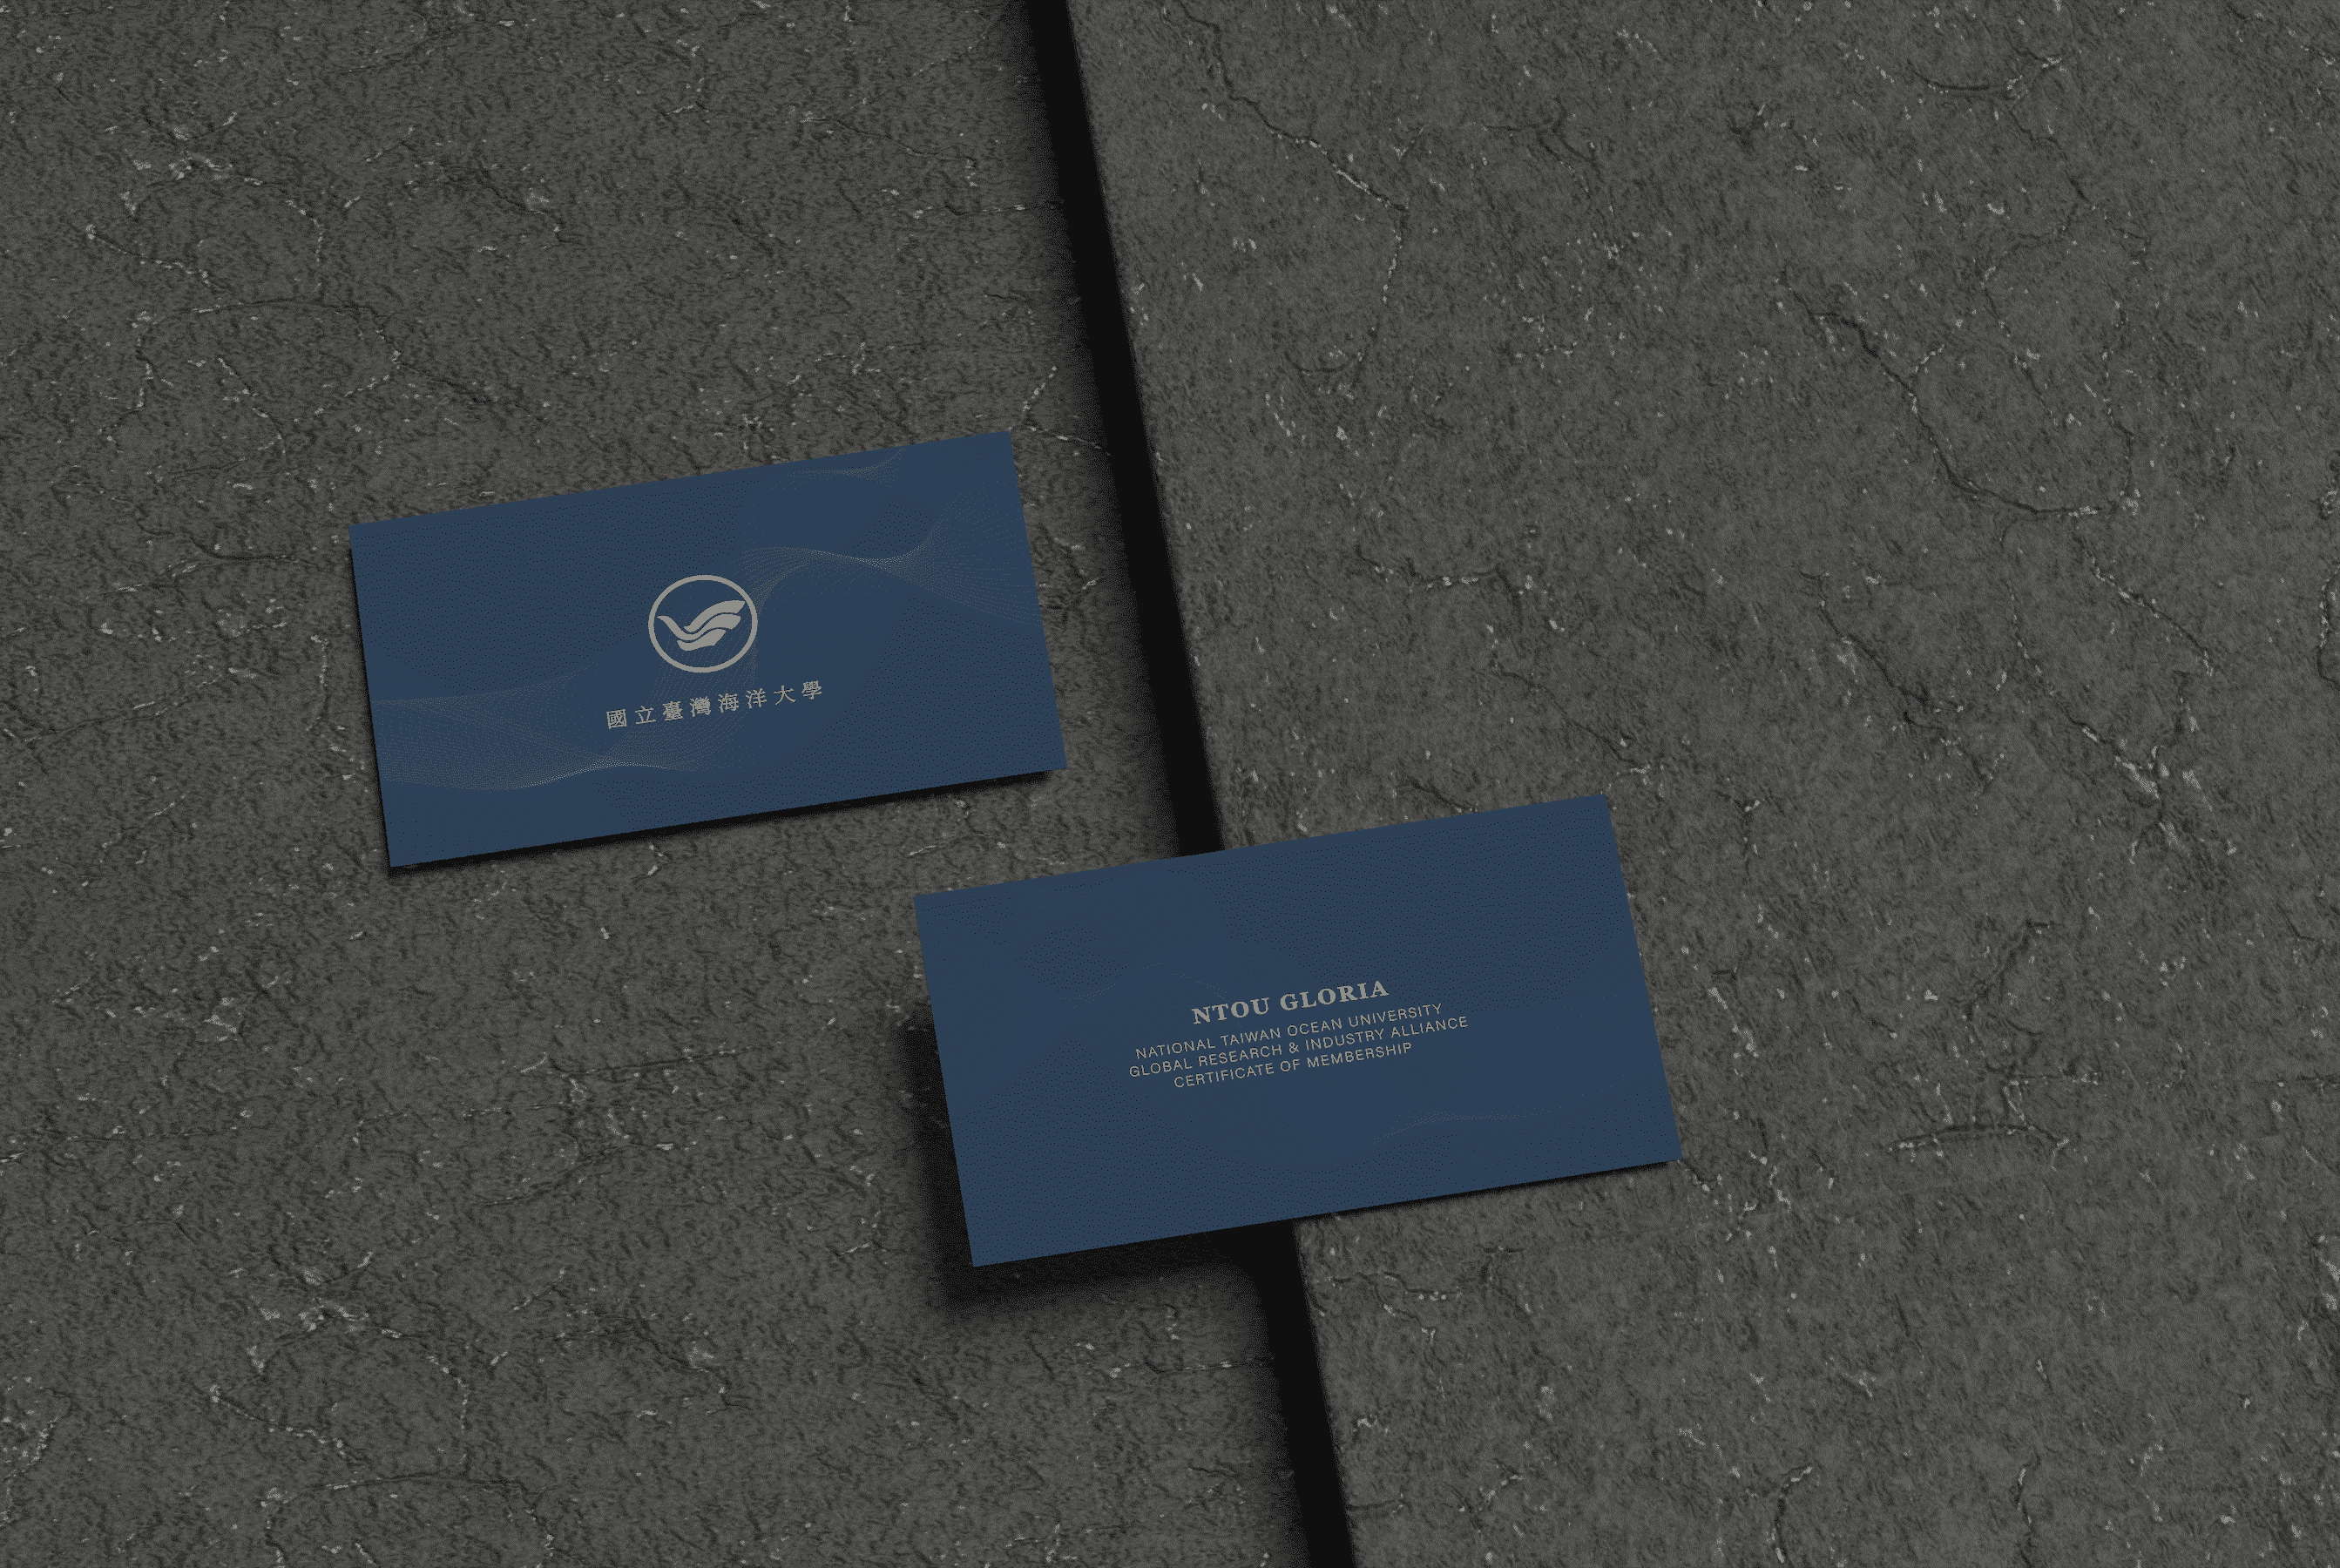 國立臺灣海洋大學
NTOU GLORIA
NATIONAL TAIWAN OCEAN UNIVERSITY
GLOBAL RESEARCH & INDUSTRY ALLIANCE
CERTIFICATE OF MEMBERSHIP